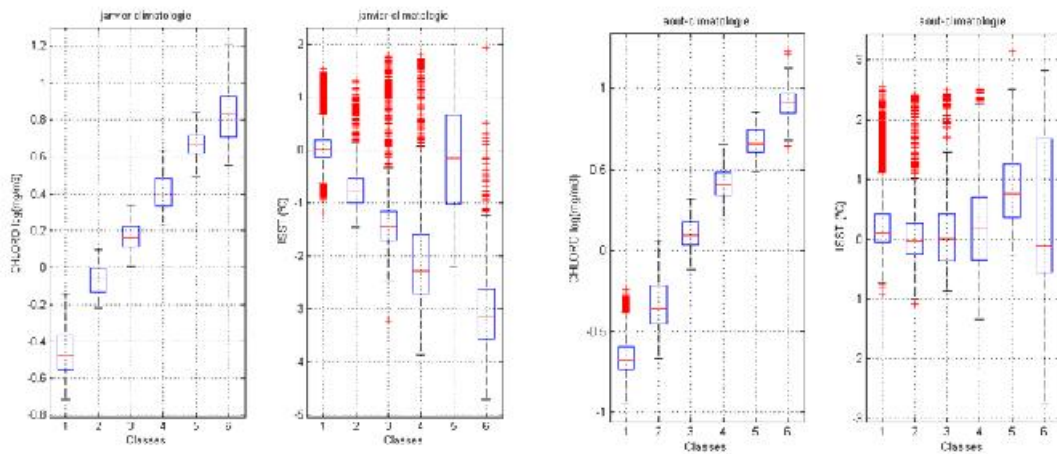 janvier climatologie
CHLORO log(mg/m3)
1.2
1
0.8
0.6
0.4
0.2
0
-0.2
-0.4
-0.6
-0.8
1 2 3 4 5 6
Classes
janvier-climatologie
ISST (°C)
2
1
0
-1
-2
-3
-4
-5
1 2 3 4 5 6
Classes
aout-climatologie
CHLORO log(mg/m3)
1
0
-0.5
-1
1 2 3 4 5 6
Classes
aout-climatologie
ISST (°C)
1 2 3 4 5 6
Classes